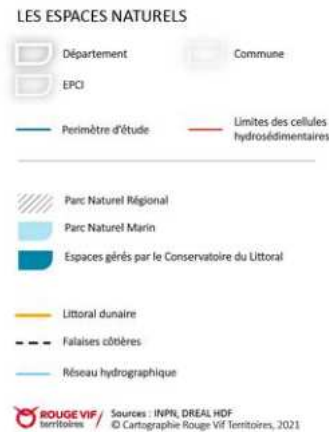 LES ESPACES NATURELS
Département
Commune
EPCI
Perimètre d'étude
Limites des cellules
hydrosédimentaires
Parc Naturel Régional
Parc Naturel Marin
Espaces gérés par le Conservatoire du Littoral
Littoral dunaire
Falaises côtières
Réseau hydrographique
ROUGE VIF
territoires
Sources : INPN, DREAL HDF
© Cartographie Rouge Vif Territoires, 2021